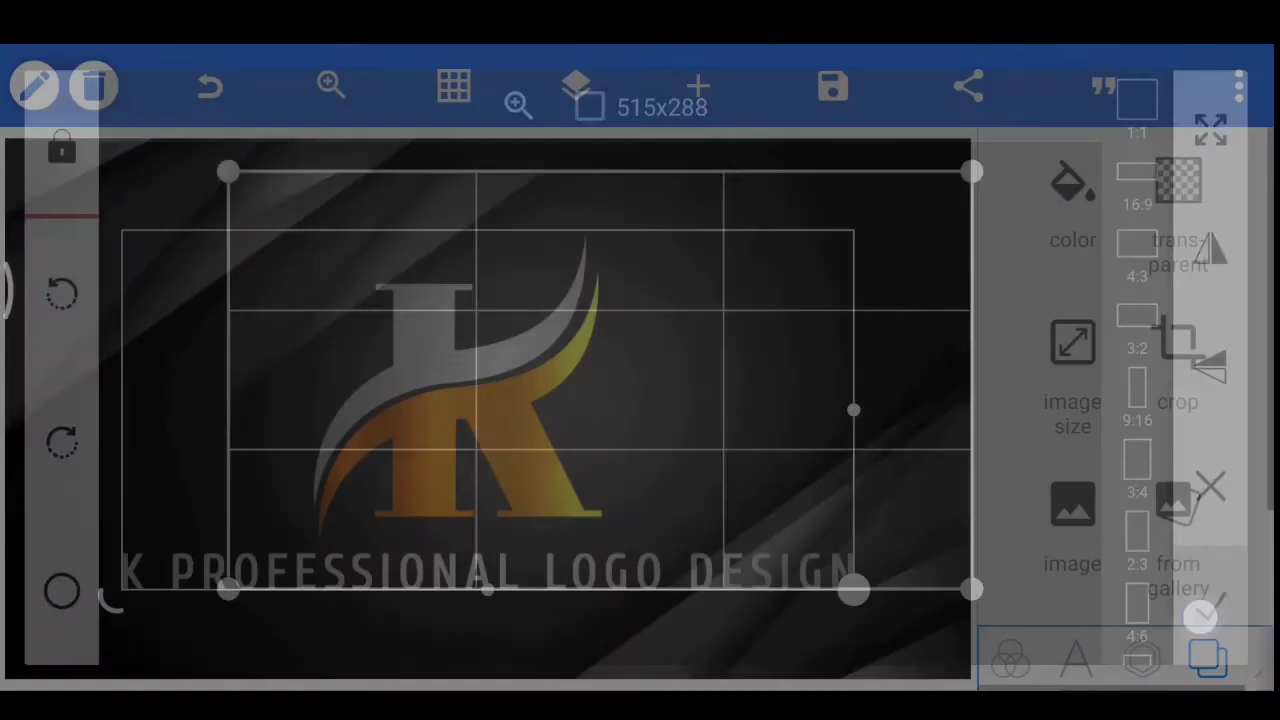 515x288
1:1
16:9
color
trans-
parent
4:3
3:2
image
size
crop
9:16
3:4
K PROFESSIONAL LOGO DESIGN
image
2:3
from
gallery
4:6